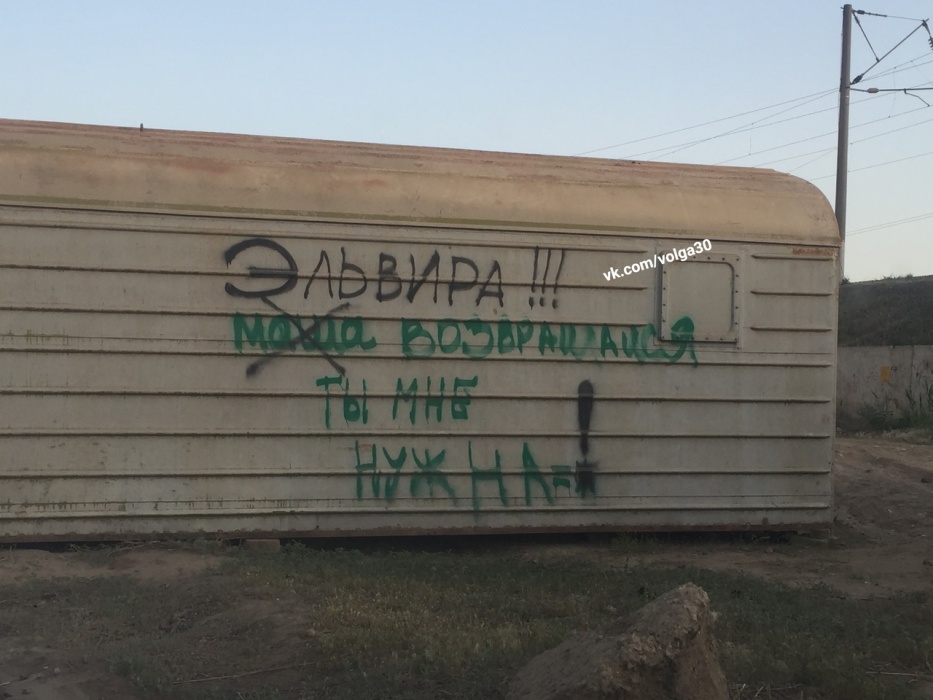 ЭЛЬВИРА!!!
vk.com/volga30
маша ВОЗВРАЩАЙСЯ
ТЫ МНЕ
НУЖНА=!